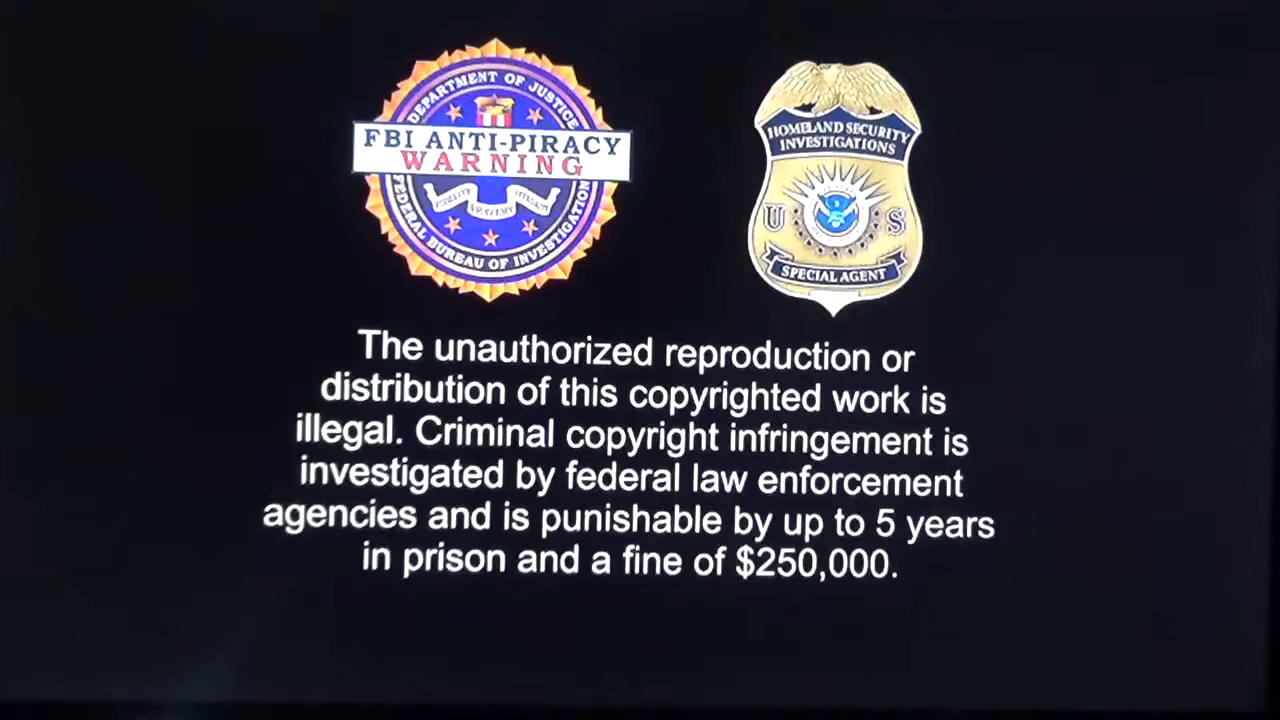 DEPARTMENT OF JUSTICE
FBI ANTI-PIRACY
WARNING
FIDELITY BRAVERY
FEDERAL BUREAU OF INVESTIGATION
HOMELAND SECURITY
INVESTIGATIONS
U S
SPECIAL AGENT
The unauthorized reproduction or
distribution of this copyrighted work is
illegal. Criminal copyright infringement is
investigated by federal law enforcement
agencies and is punishable by up to 5 years
in prison and a fine of $250,000.